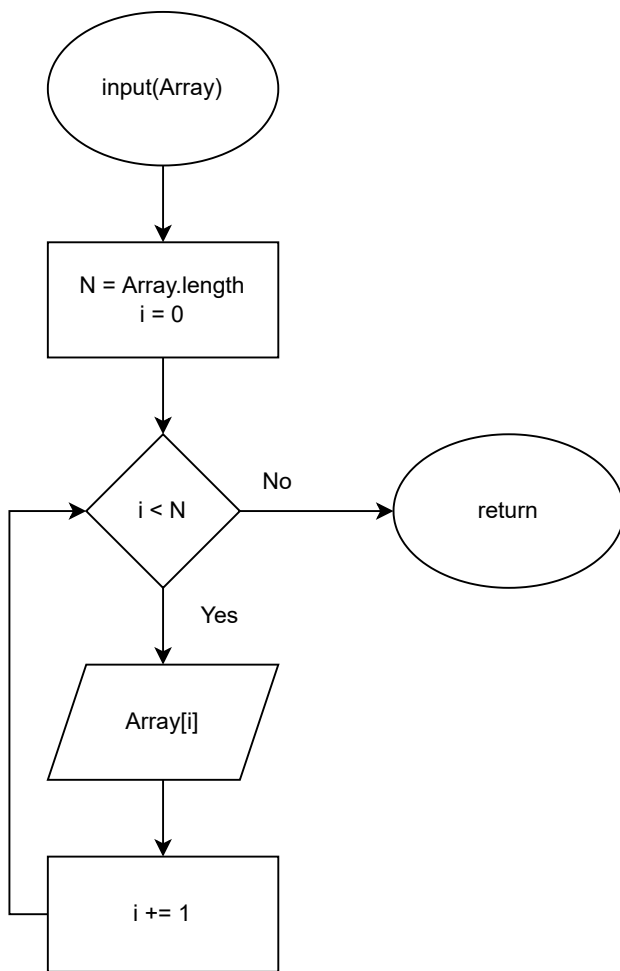 input(Array)
N = Array.length
i = 0
i < N
No
return
Yes
Array[i]
i += 1